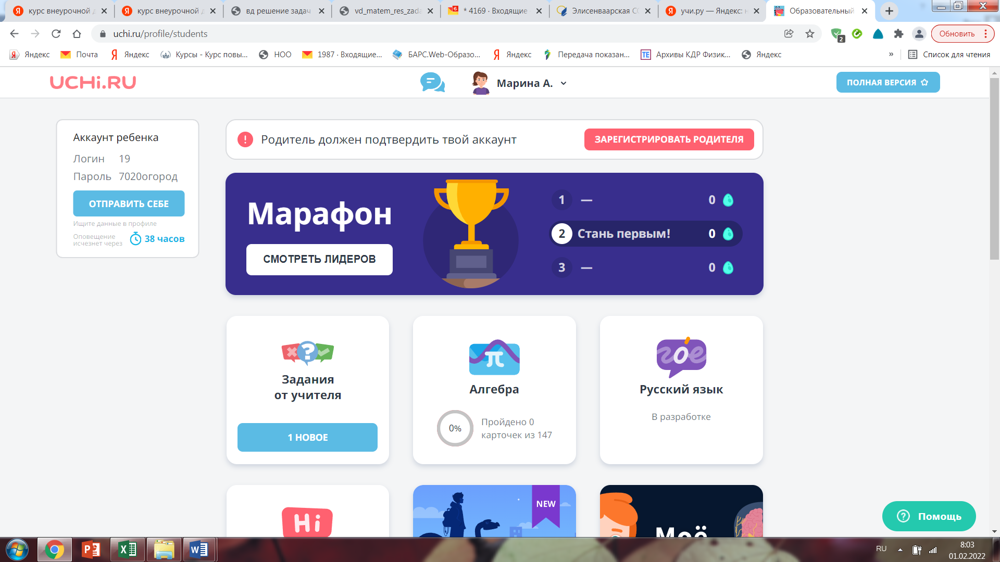 курс внеурочной д
курс внеурочной д
вд решение задач
vd_matem_res_zada
* 4169 · Входящие
Элисенваарская СО
учи.ру — Яндекс: н
Образовательный
uchi.ru/profile/students
2
Обновить
Яндекс
Почта
Яндекс
Курсы - Курс повы...
НОО
1987 · Входящие...
БАРС.Web-Образо...
Яндекс
Передача показан...
Архивы КДР Физик...
Яндекс
»
Список для чтения
UCHi.RU
Марина А.
ПОЛНАЯ ВЕРСИЯ
Аккаунт ребенка
Логин 19
Пароль 7020огород
ОТПРАВИТЬ СЕБЕ
Ищите данные в профиле
Оповещение
исчезнет через
38 часов
! Родитель должен подтвердить твой аккаунт
ЗАРЕГИСТРИРОВАТЬ РОДИТЕЛЯ
Марафон
СМОТРЕТЬ ЛИДЕРОВ
1 — 0
2 Стань первым! 0
3 — 0
?
Задания
от учителя
1 НОВОЕ
π
Алгебра
0%
Пройдено 0
карточек из 147
Русский язык
В разработке
Hi
NEW
Моё
? Помощь
RU
8:03
01.02.2022